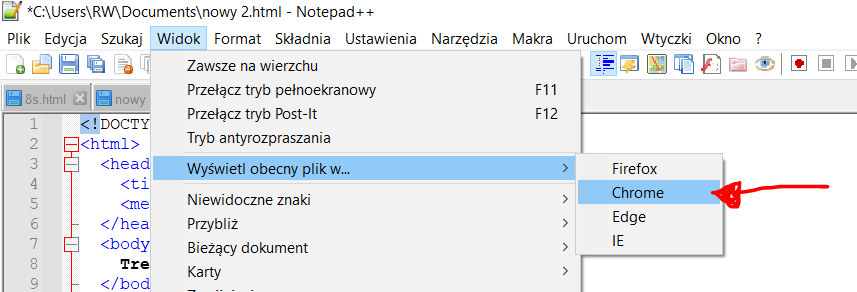 *C:\Users\RW\Documents\nowy 2.html - Notepad++
Plik Edycja Szukaj Widok Format Składnia Ustawienia Narzędzia Makra Uruchom Wtyczki Okno ?
Zawsze na wierzchu
Przełącz tryb pełnoekranowy F11
Przełącz tryb Post-It F12
Tryb antyrozpraszania
Wyświetl obecny plik w...
Niewidoczne znaki
Przybliż
Bieżący dokument
Karty
Firefox
Chrome
Edge
IE
8s.html nowy
1 <!DOCTY
2 <html>
3 <head
4 <ti
5 <me
6 </hea
7 <body
8 Tre
9 </bod